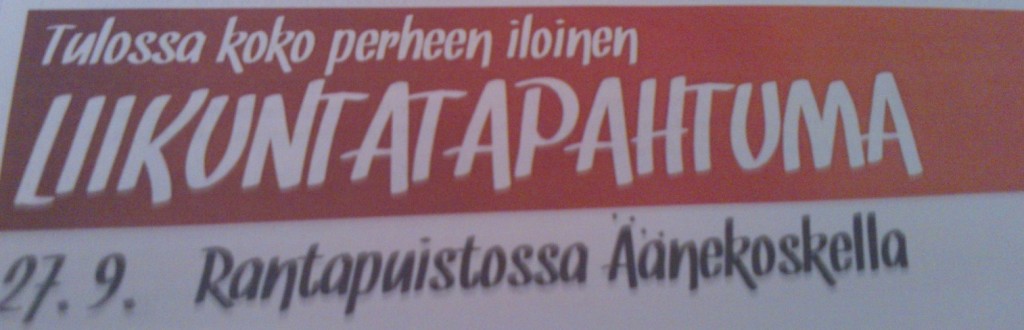 Tulossa koko perheen iloinen
LIIKUNTATAPAHTUMA
27.9. Rantapuistossa Äänekoskella